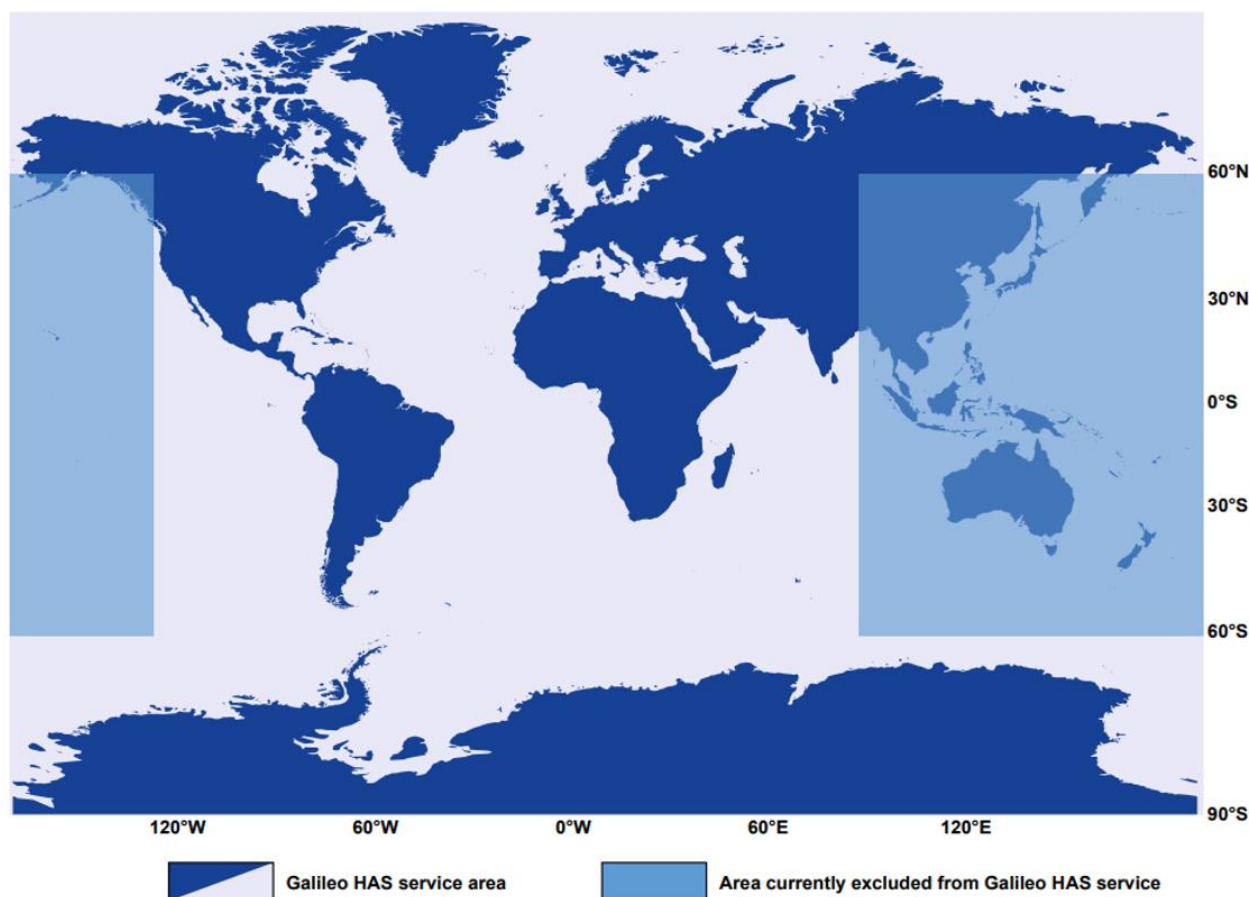 60°N
30°N
0°S
30°S
60°S
90°S
120°W 60°W 0°W 60°E 120°E
Galileo HAS service area Area currently excluded from Galileo HAS service